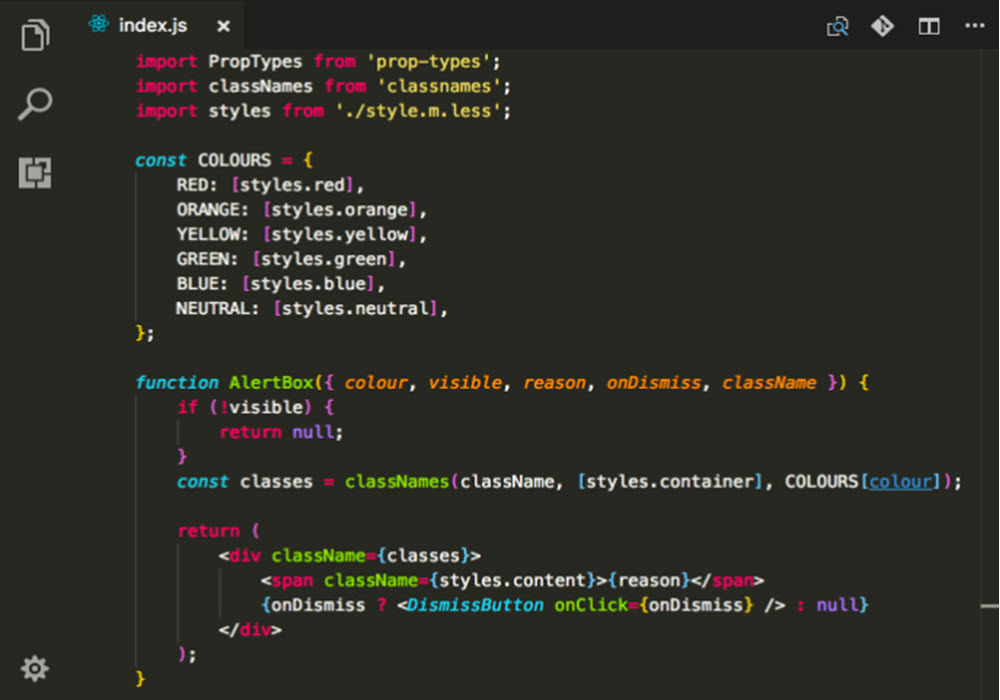 index.js ×
import PropTypes from 'prop-types';
import classNames from 'classnames';
import styles from './style.m.less';
const COLOURS = {
RED: [styles.red],
ORANGE: [styles.orange],
YELLOW: [styles.yellow],
GREEN: [styles.green],
BLUE: [styles.blue],
NEUTRAL: [styles.neutral],
};
function AlertBox({ colour, visible, reason, onDismiss, className }) {
if (!visible) {
return null;
}
const classes = classNames(className, [styles.container], COLOURS[colour]);
return (
<div className={classes}>
<span className={styles.content}>{reason}</span>
{onDismiss ? <DismissButton onClick={onDismiss} /> : null}
</div>
);
}